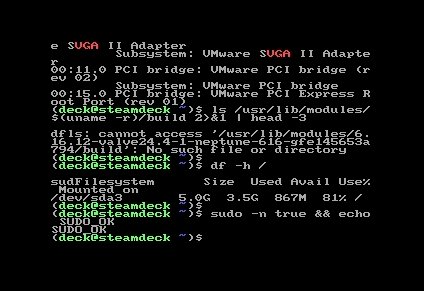 e SVGA II Adapter
        Subsystem: VMware SVGA II Adapte
r
00:11.0 PCI bridge: VMware PCI bridge (r
ev 02)
        Subsystem: VMware PCI bridge
00:15.0 PCI bridge: VMware PCI Express R
oot Port (rev 01)
(deck@steamdeck ~)$ ls /usr/lib/modules/
$(uname -r)/build 2>&1 | head -3

dfls: cannot access '/usr/lib/modules/6.
16.12-valve24.4-1-neptune-616-gfe145653a
794/build': No such file or directory
(deck@steamdeck ~)$
(deck@steamdeck ~)$ df -h /

sudFilesystem      Size  Used Avail Use%
 Mounted on
/dev/sda3       5.0G  3.5G  867M  81% /
(deck@steamdeck ~)$
(deck@steamdeck ~)$ sudo -n true && echo
 SUDO_OK
SUDO_OK
(deck@steamdeck ~)$